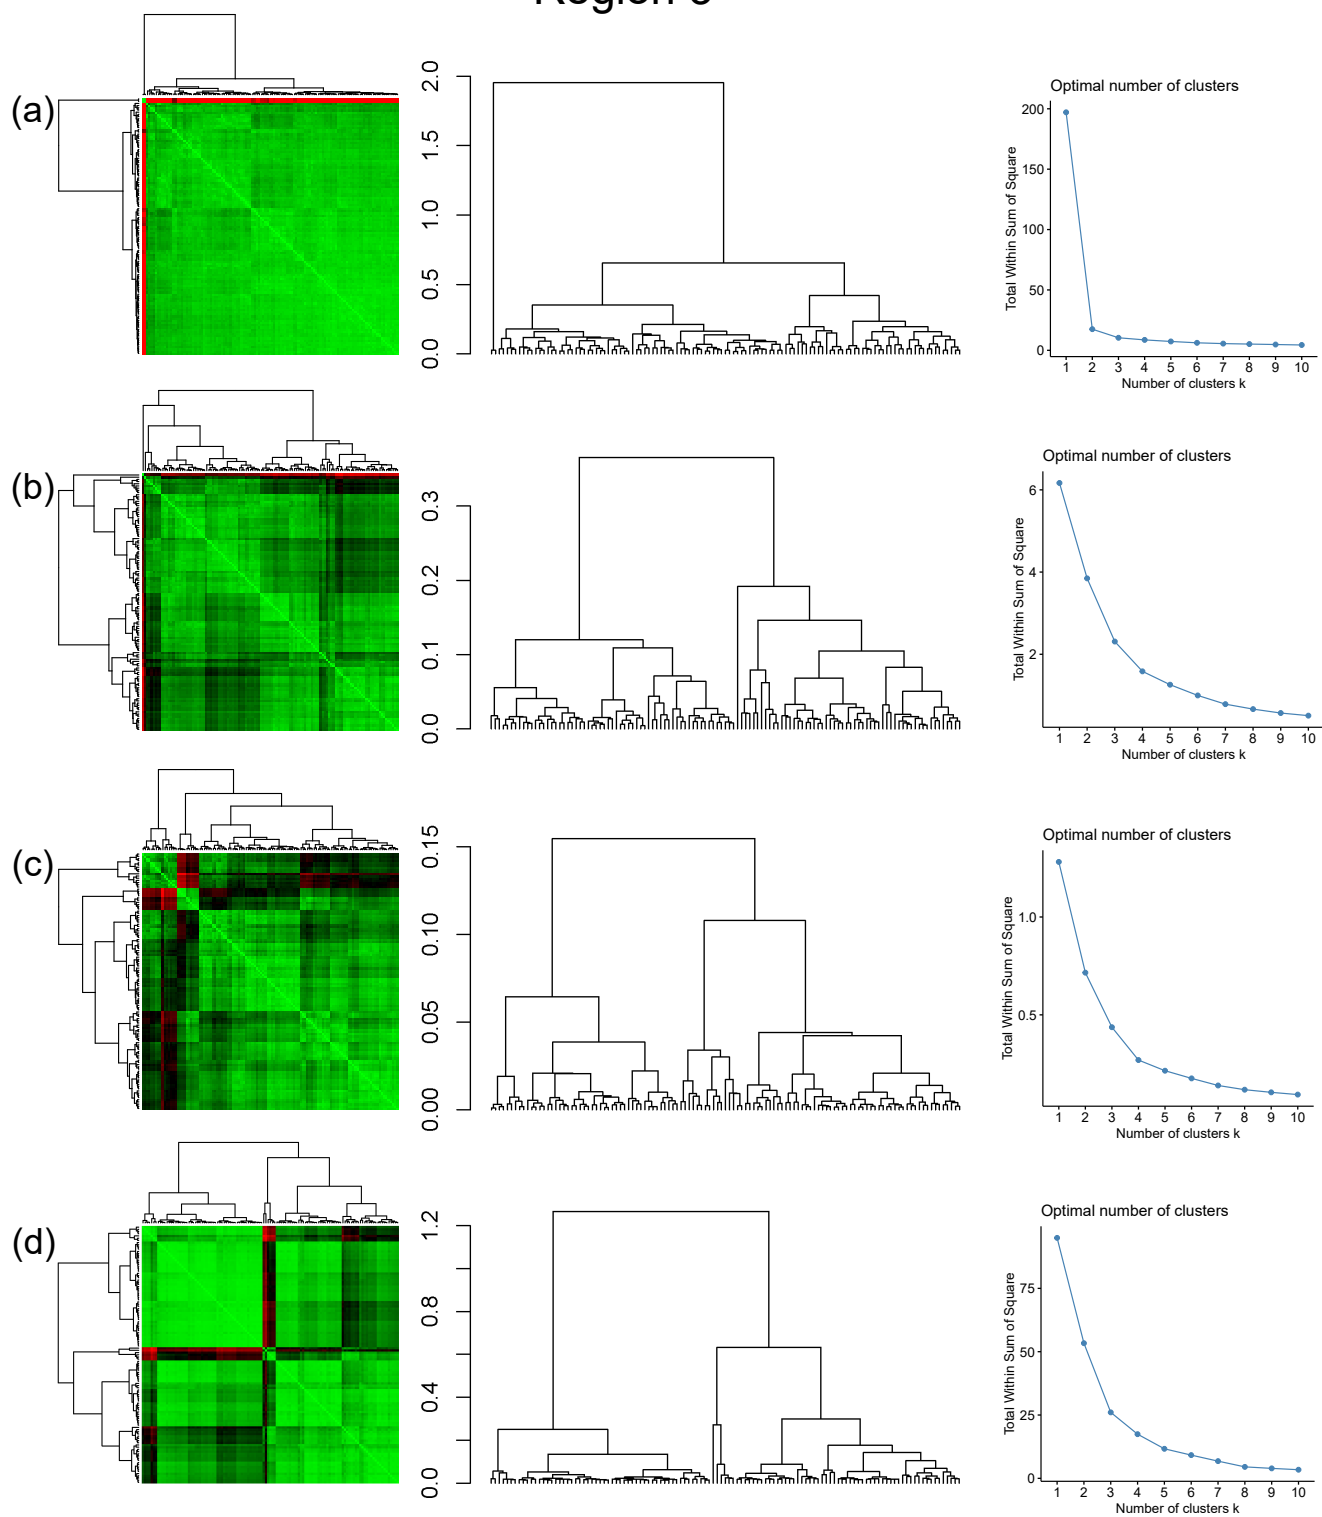 Region
(a)
2.0
1.5
1.0
0.5
0.0
Optimal number of clusters
Total Within Sum of Square
200
150
100
50
0
1 2 3 4 5 6 7 8 9 10
Number of clusters k
(b)
0.3
0.2
0.1
0.0
Optimal number of clusters
Total Within Sum of Square
6
4
2
1 2 3 4 5 6 7 8 9 10
Number of clusters k
(c)
0.15
0.10
0.05
0.00
Optimal number of clusters
Total Within Sum of Square
1.0
0.5
1 2 3 4 5 6 7 8 9 10
Number of clusters k
(d)
1.2
0.8
0.4
0.0
Optimal number of clusters
Total Within Sum of Square
75
50
25
0
1 2 3 4 5 6 7 8 9 10
Number of clusters k